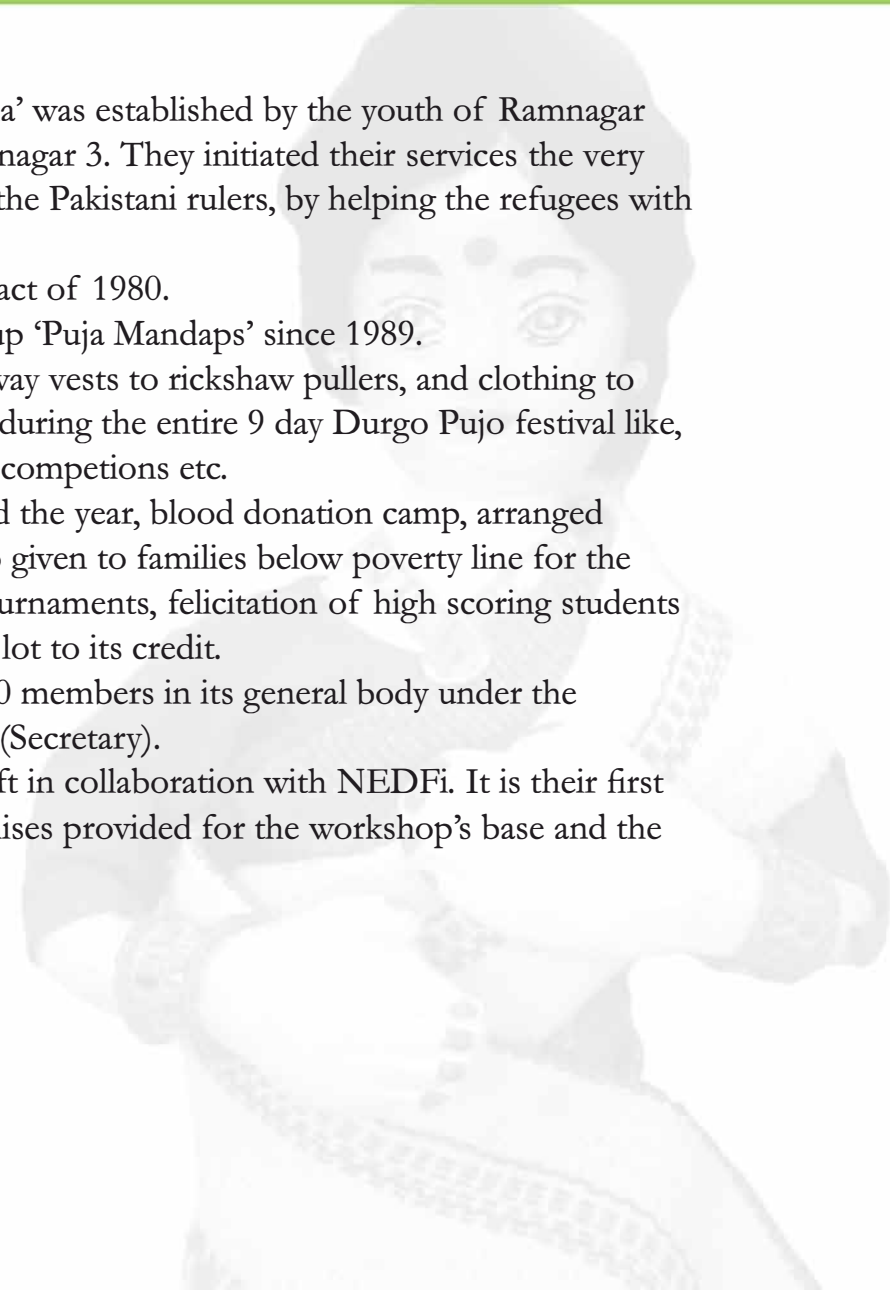 a’ was established by the youth of Ramnagar
nagar 3. They initiated their services the very
the Pakistani rulers, by helping the refugees with
act of 1980.
up ‘Puja Mandaps’ since 1989.
way vests to rickshaw pullers, and clothing to
during the entire 9 day Durgo Pujo festival like,
competions etc.
d the year, blood donation camp, arranged
given to families below poverty line for the
urnaments, felicitation of high scoring students
lot to its credit.
0 members in its general body under the
(Secretary).
ft in collaboration with NEDFi. It is their first
ises provided for the workshop’s base and the